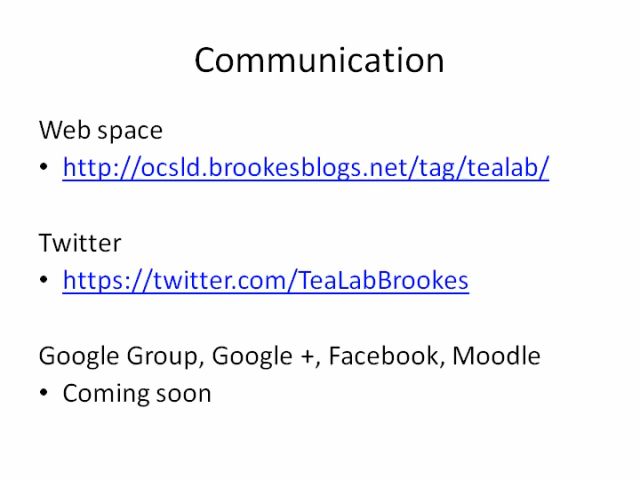 Communication
Web space
• http://ocsld.brookesblogs.net/tag/tealab/
Twitter
• https://twitter.com/TeaLabBrookes
Google Group, Google +, Facebook, Moodle
• Coming soon